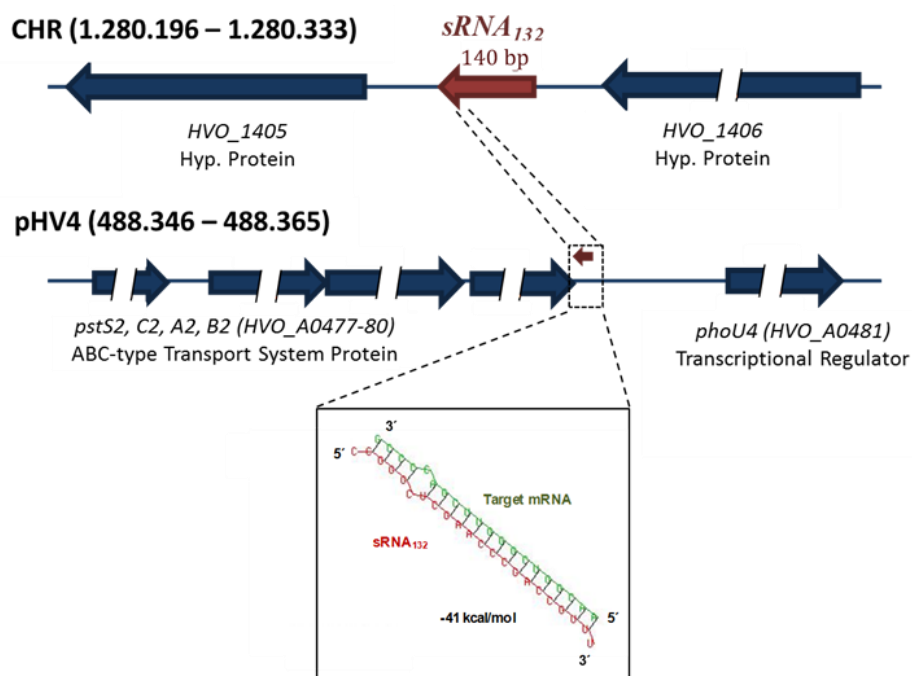 CHR (1.280.196 – 1.280.333)
sRNA132
140 bp
HVO_1405
Hyp. Protein
HVO_1406
Hyp. Protein
pHV4 (488.346 – 488.365)
pstS2, C2, A2, B2 (HVO_A0477-80)
ABC-type Transport System Protein
phoU4 (HVO_A0481)
Transcriptional Regulator
3´
5´
Target mRNA
sRNA132
-41 kcal/mol
5´
3´